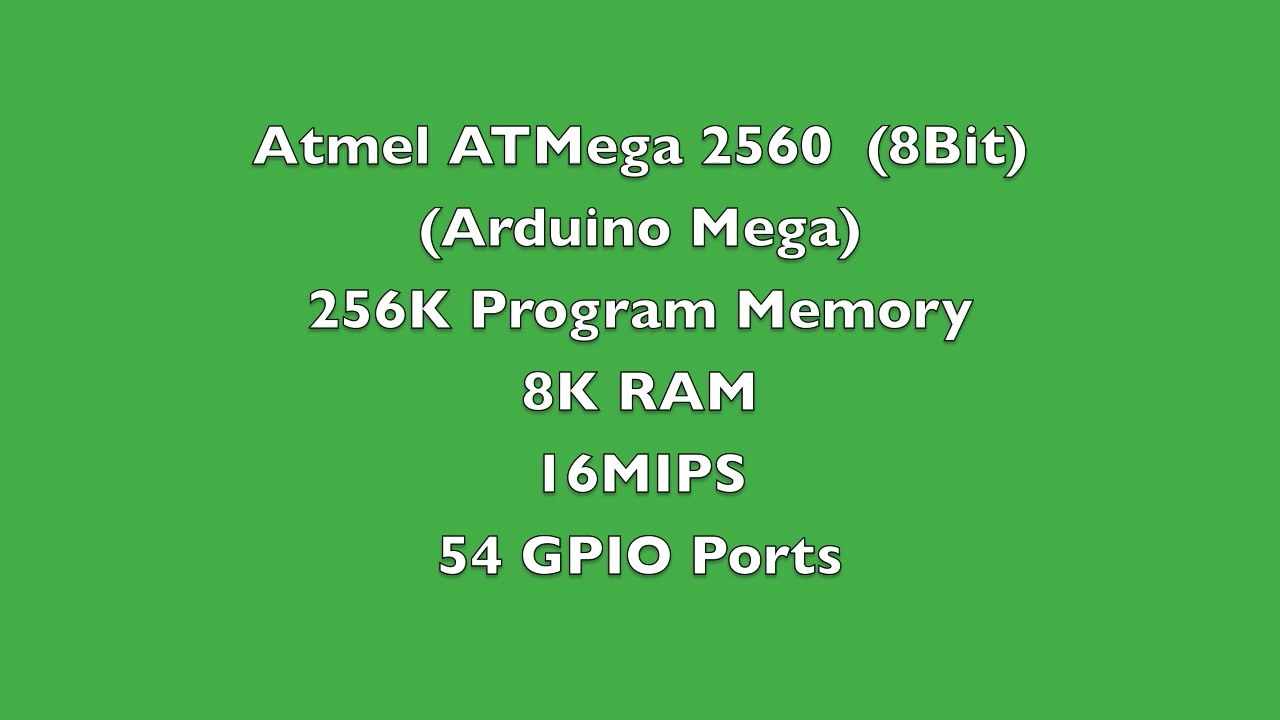 Atmel ATMega 2560  (8Bit)
(Arduino Mega)
256K Program Memory
8K RAM
16MIPS
54 GPIO Ports